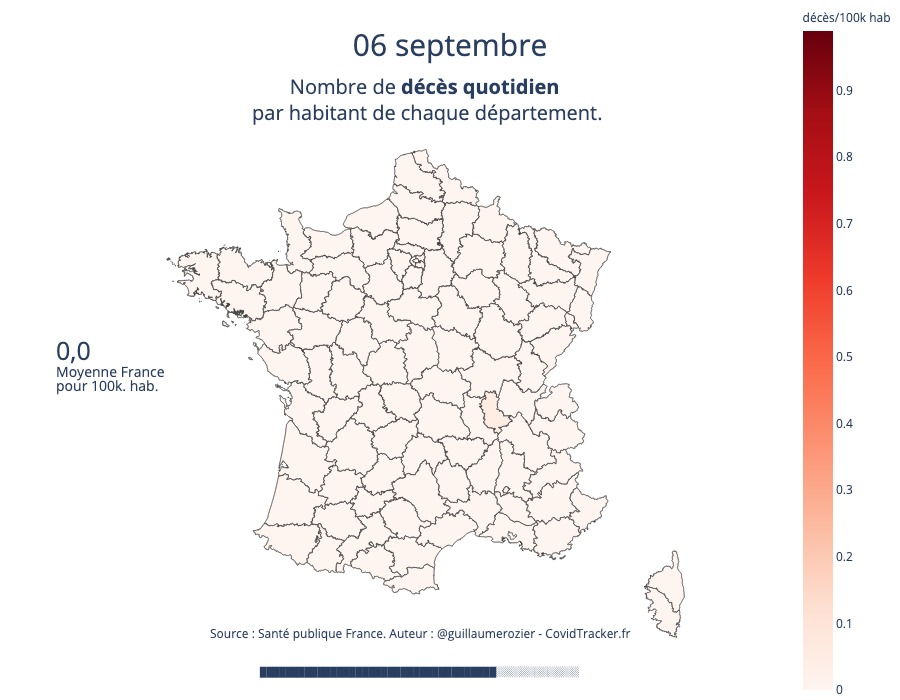 décès/100k hab
06 septembre
Nombre de décès quotidien
par habitant de chaque département.
0.9
0.8
0.7
0.6
0.5
0.4
0.3
0.2
0.1
0
0,0
Moyenne France
pour 100k. hab.
Source : Santé publique France. Auteur : @guillaumerozier - CovidTracker.fr